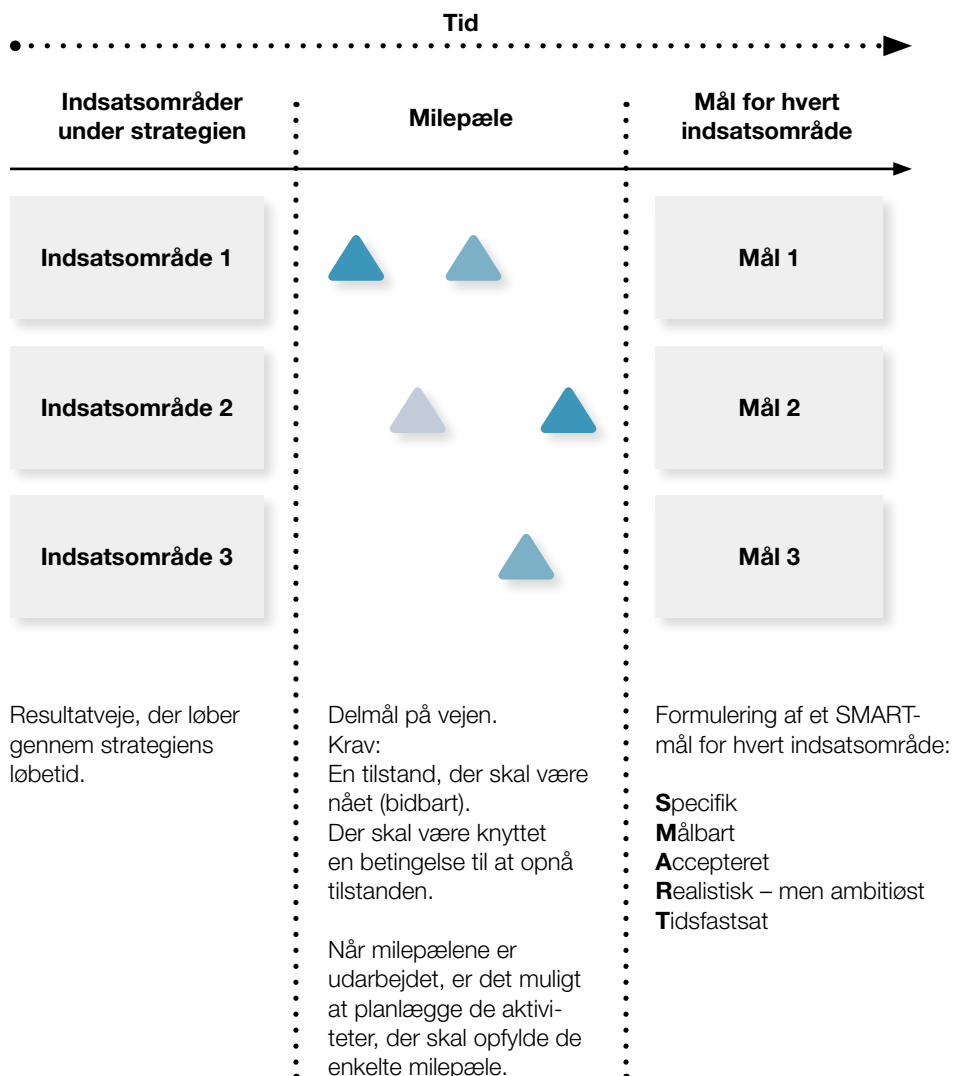 Tid
Indsatsområder
under strategien
Milepæle
Mål for hvert
indsatsområde
Indsatsområde 1
Mål 1
Indsatsområde 2
Mål 2
Indsatsområde 3
Mål 3
Resultatveje, der løber
gennem strategiens
løbetid.
Delmål på vejen.
Krav:
En tilstand, der skal være
nået (bidbart).
Der skal være knyttet
en betingelse til at opnå
tilstanden.
Når milepælene er
udarbejdet, er det muligt
at planlægge de aktivi-
teter, der skal opfylde de
enkelte milepæle.
Formulering af et SMART-
mål for hvert indsatsområde:
Specifik
Målbart
Accepteret
Realistisk – men ambitiøst
Tidsfastsat